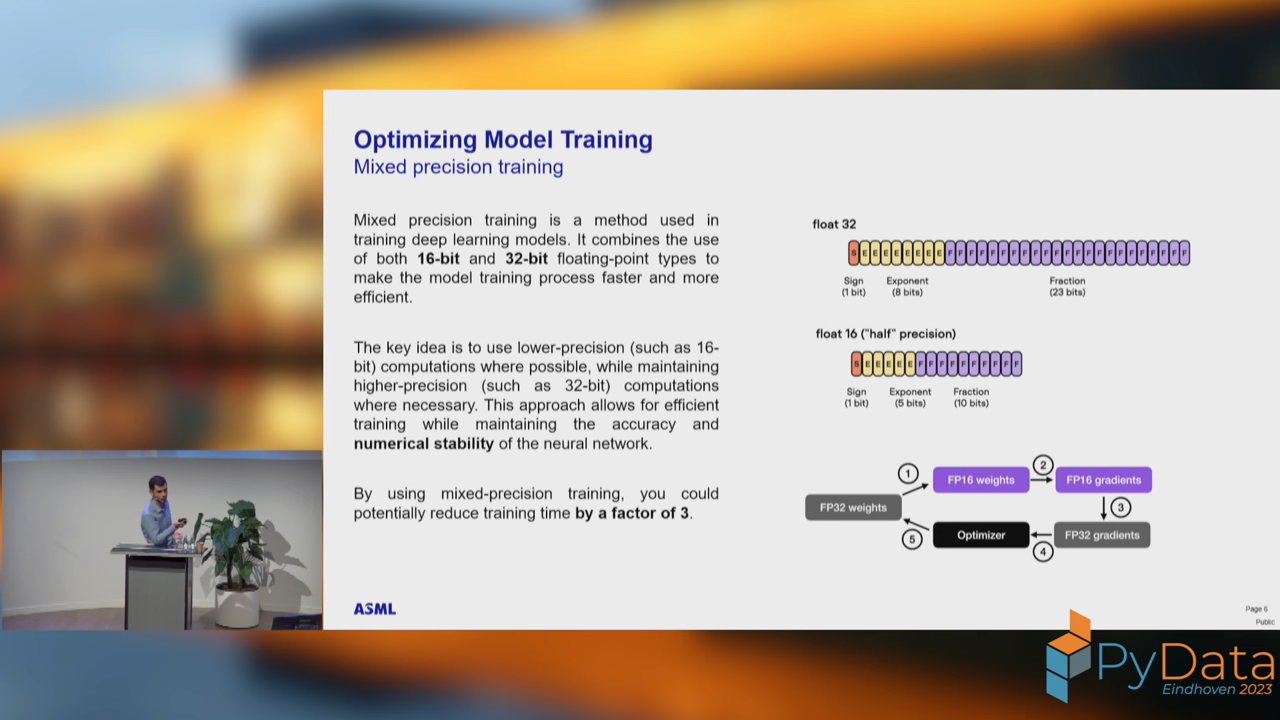 Optimizing Model Training
Mixed precision training
Mixed precision training is a method used in
training deep learning models. It combines the use
of both 16-bit and 32-bit floating-point types to
make the model training process faster and more
efficient.
The key idea is to use lower-precision (such as 16-
bit) computations where possible, while maintaining
higher-precision (such as 32-bit) computations
where necessary. This approach allows for efficient
training while maintaining the accuracy and
numerical stability of the neural network.
By using mixed-precision training, you could
potentially reduce training time by a factor of 3.
float 32
S E E E E E E E E F F F F F F F F F F F F F F F F F F F F F F F
Sign
(1 bit)
Exponent
(8 bits)
Fraction
(23 bits)
float 16 ("half" precision)
S E E E E E F F F F F F F F F F
Sign
(1 bit)
Exponent
(5 bits)
Fraction
(10 bits)
1
FP16 weights
2
FP16 gradients
FP32 weights
3
5
Optimizer
4
FP32 gradients
ASML
Page 6
Public
PyData
Eindhoven 2023